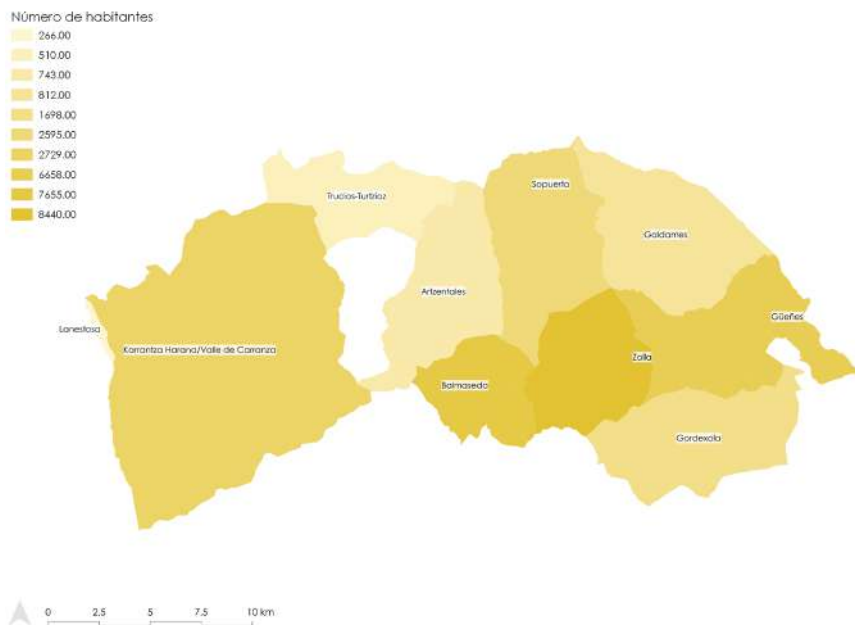 Número de habitantes
266.00
510.00
743.00
812.00
1698.00
2595.00
2729.00
6658.00
7655.00
8440.00
Sopuerta
Trucios-Turtzioz
Galdames
Artzentales
Güeñes
Lanestosa
Karrantza Harana/Valle de Carranza
Zalla
Balmaseda
Gordexola
0 2.5 5 7.5 10 km